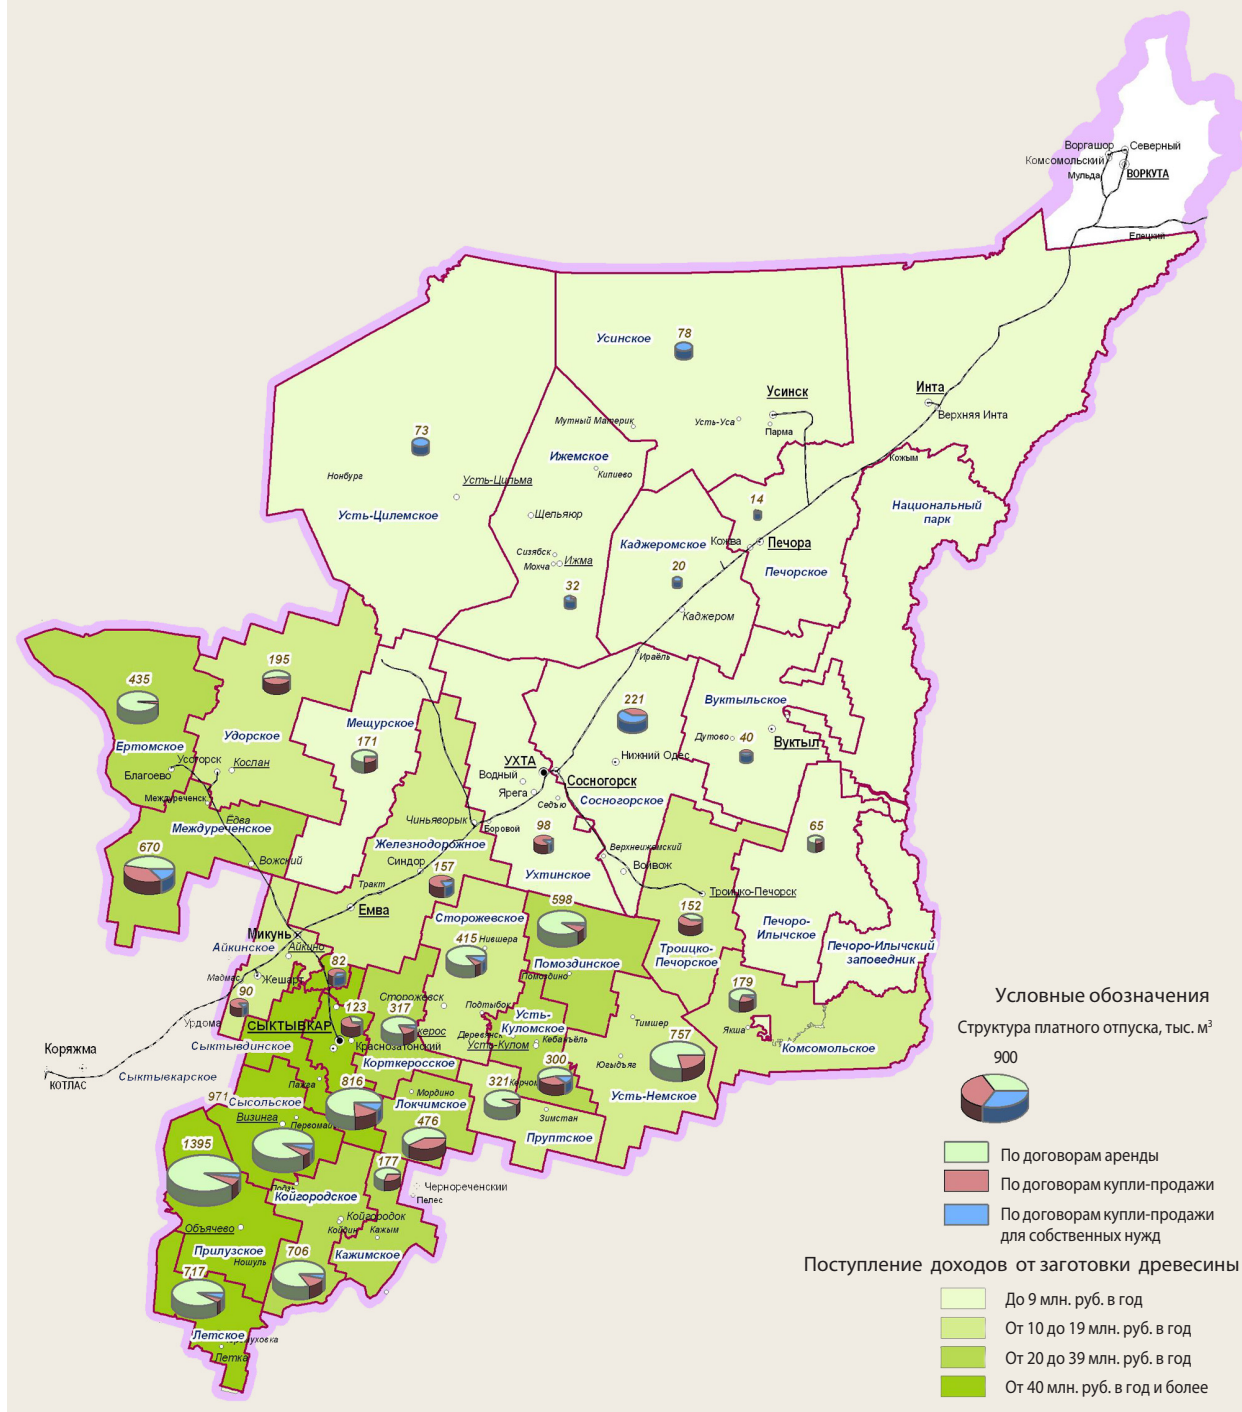 Воргашор
Северный
Комсомольский
Мульда
ВОРКУТА
Елецкий
78
Усинское
Усинск
Инта
Верхняя Инта
Мутный Материк
Усть-Уса
Парма
73
Ижемское
Кипиево
Кожым
Нонбург
Усть-Цильма
Усть-Цилемское
Щельяюр
14
Национальный
парк
Каджеромское
Кожва
Печора
Сизябск
Мохча
Ижма
20
Печорское
32
Каджером
Ираёль
195
435
Вуктыльское
221
Мещурское
171
Удорское
Дутово
40
Вуктыл
Ертомское
Усогорск
Кослан
УХТА
Нижний Одес
Благоево
Водный
Сосногорск
Междуреченск
Ярега
Седъю
Сосногорское
Ёдва
Чиньяворык
Боровой
Междуреченское
Железнодорожное
98
65
670
Вожский
Синдор
Верхнеижемский
Войвож
157
Ухтинское
Тракт
Троицко-Печорск
Емва
598
152
Сторожевское
Печоро-
Илычское
Микунь
415
Нившера
Айкинское
Айкино
Троицко-
Печорское
Печоро-Илычский
заповедник
82
Помоздинское
Помоздино
Мадмас
Жешарт
179
90
123
317
Сторожевск
Подтыбок
Усть-
Куломское
Урдома
СЫКТЫВКАР
керос
Деревянск
Тимшер
Якша
Усть-Кулом
Кебанъёль
757
Краснозатонский
Комсомольское
Сыктывдинское
Коряжма
Корткеросское
300
Югыдъяг
КОТЛАС
Сыктывкарское
Пажга
816
Мордино
321
Керчом
Усть-Немское
971
Сысольское
Локчимское
Визинга
Первомай
476
Зимстан
Пруптское
1395
177
Чернореченский
Койгородское
Пелес
Объячево
Койгородок
Койдин
Кажым
Прилузское
Ношуль
706
Кажимское
717
Летское
Летка
Условные обозначения
Структура платного отпуска, тыс. м³
900
По договорам аренды
По договорам купли-продажи
По договорам купли-продажи
для собственных нужд
Поступление доходов от заготовки древесины
До 9 млн. руб. в год
От 10 до 19 млн. руб. в год
От 20 до 39 млн. руб. в год
От 40 млн. руб. в год и более